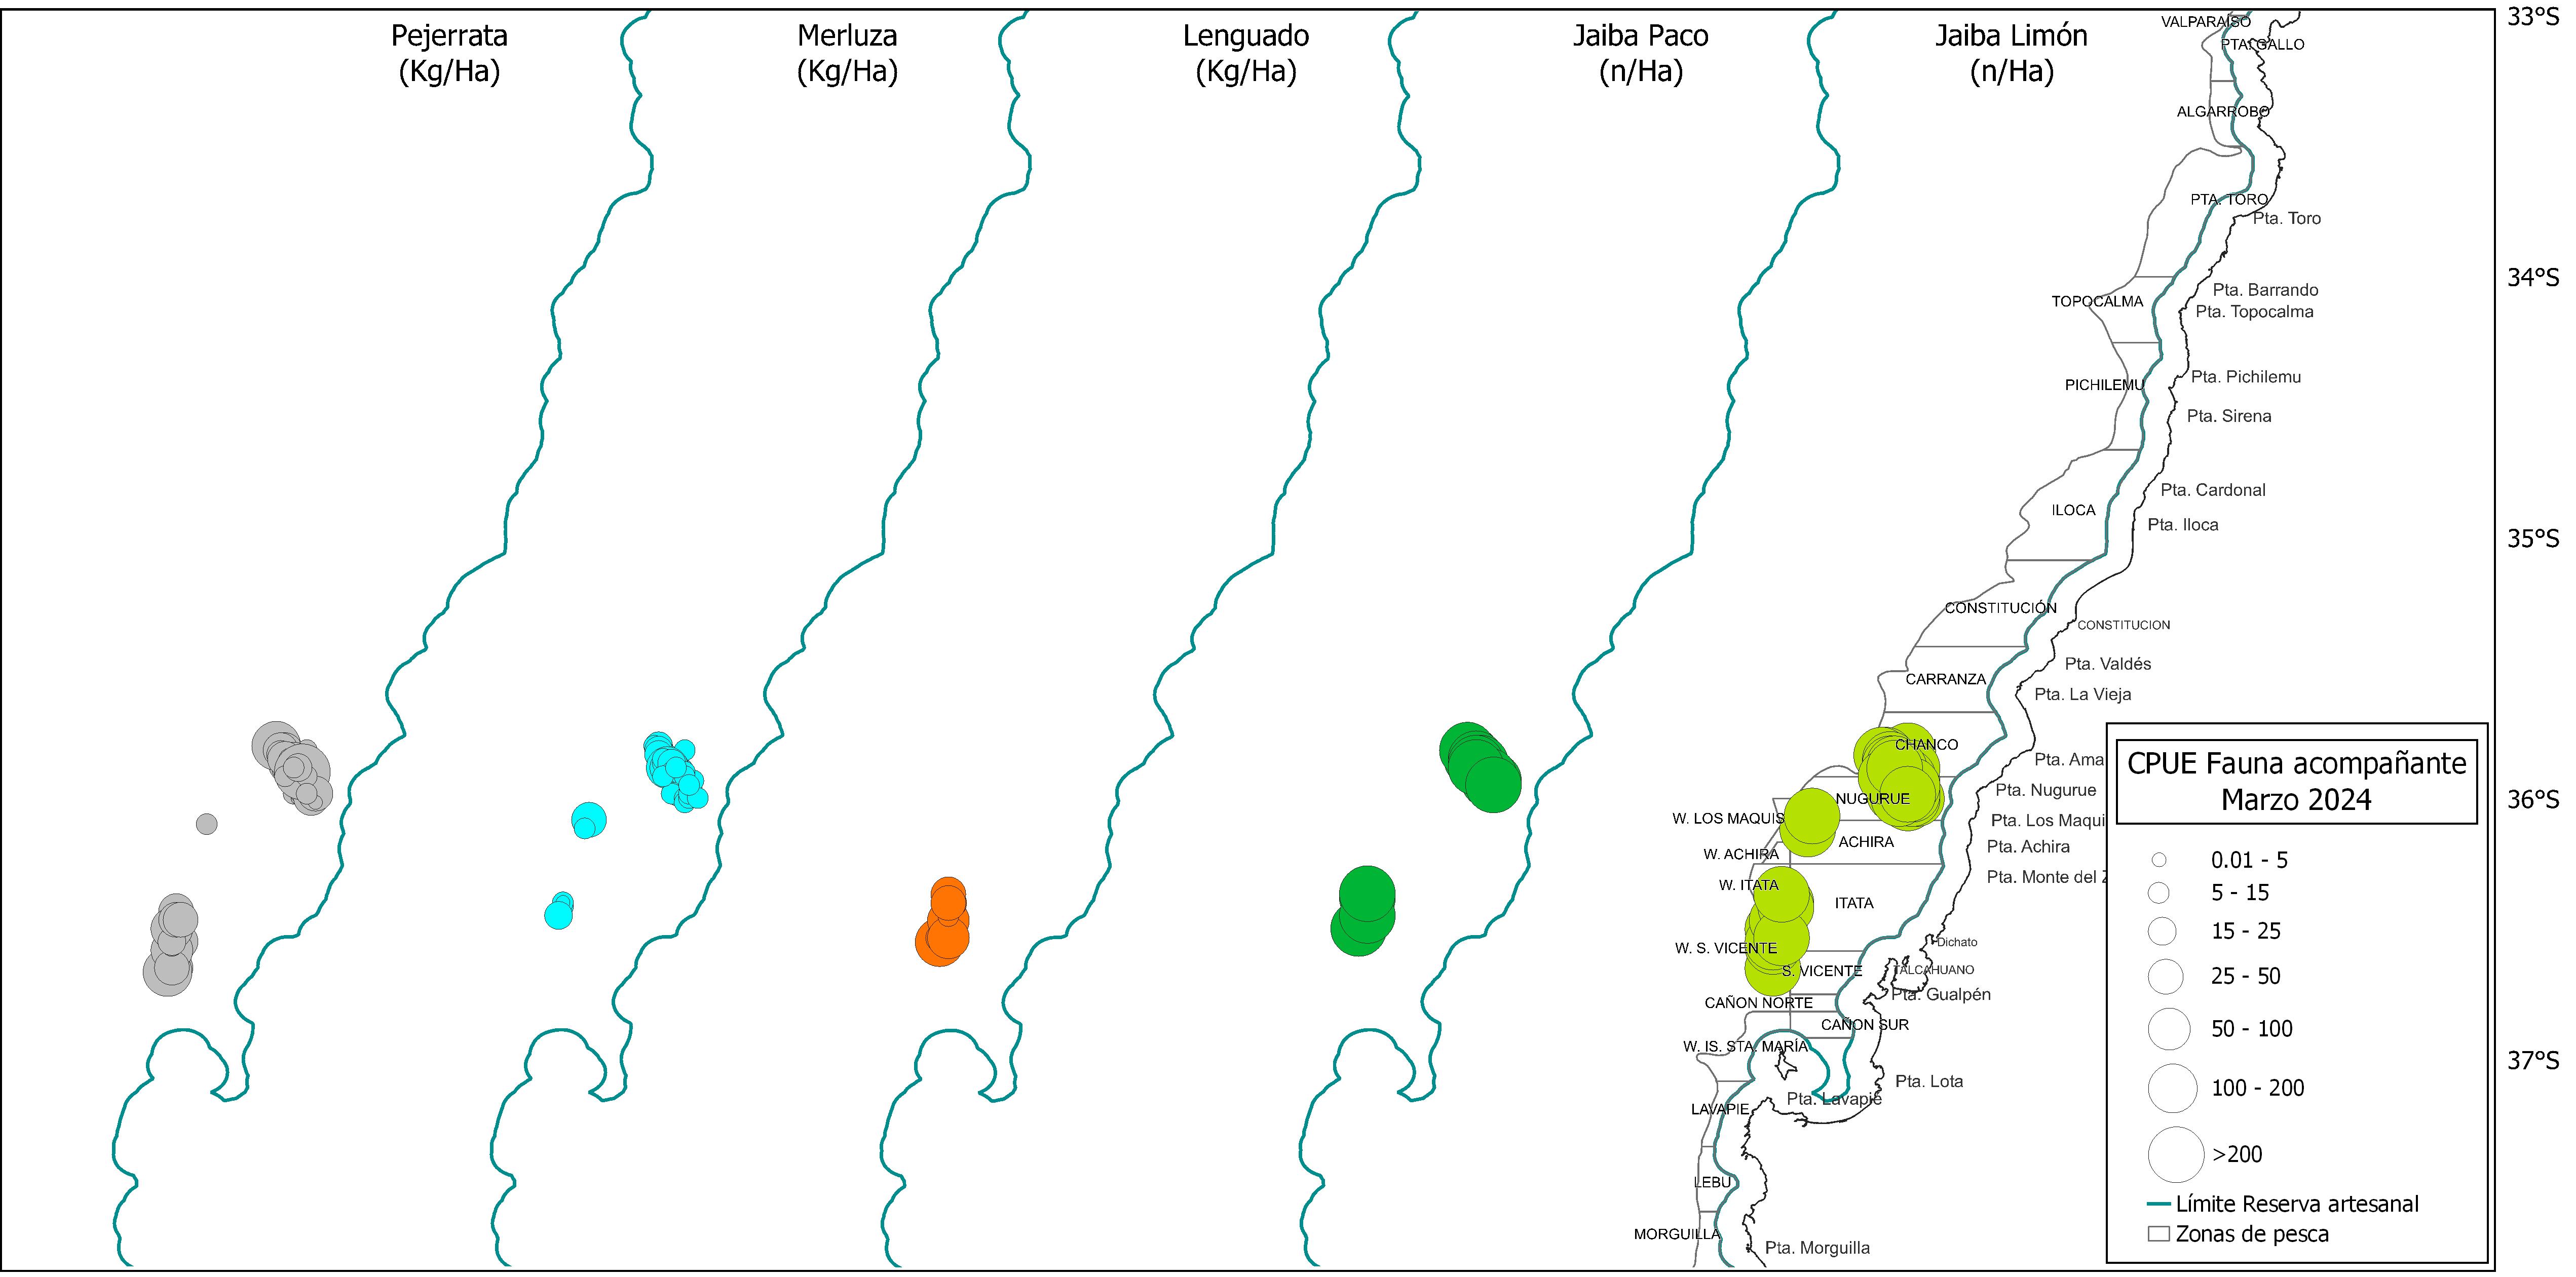 Pejerrata
(Kg/Ha)
Merluza
(Kg/Ha)
Lenguado
(Kg/Ha)
Jaiba Paco
(n/Ha)
Jaiba Limón
(n/Ha)
33°S
34°S
35°S
36°S
37°S
VALPARAISO
PTA. GALLO
ALGARROBO
PTA. TORO
Pta. Toro
Pta. Barrando
TOPOCALMA
Pta. Topocalma
Pta. Pichilemu
PICHILEMU
Pta. Sirena
Pta. Cardonal
ILOCA
Pta. Iloca
CONSTITUCIÓN
CONSTITUCION
Pta. Valdés
CARRANZA
Pta. La Vieja
CHANCO
Pta. Ama
Pta. Nugurue
NUGURUE
W. LOS MAQUIS
Pta. Los Maqui
ACHIRA
Pta. Achira
W. ACHIRA
Pta. Monte del Z
W. ITATA
ITATA
Dichato
W. S. VICENTE
S. VICENTE
TALCAHUANO
Pta. Gualpén
CAÑON NORTE
CAÑON SUR
W. IS. STA. MARÍA
Pta. Lota
Pta. Lavapié
LAVAPIE
LEBU
MORGUILLA
Pta. Morguilla
CPUE Fauna acompañante
Marzo 2024
0.01 - 5
5 - 15
15 - 25
25 - 50
50 - 100
100 - 200
>200
Límite Reserva artesanal
Zonas de pesca